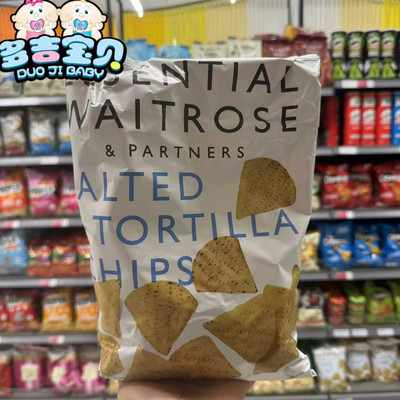 多吉宝贝
DUO JI BABY
SENTIAL
WAITROSE
& PARTNERS
ALTED
TORTILLA
HIPS